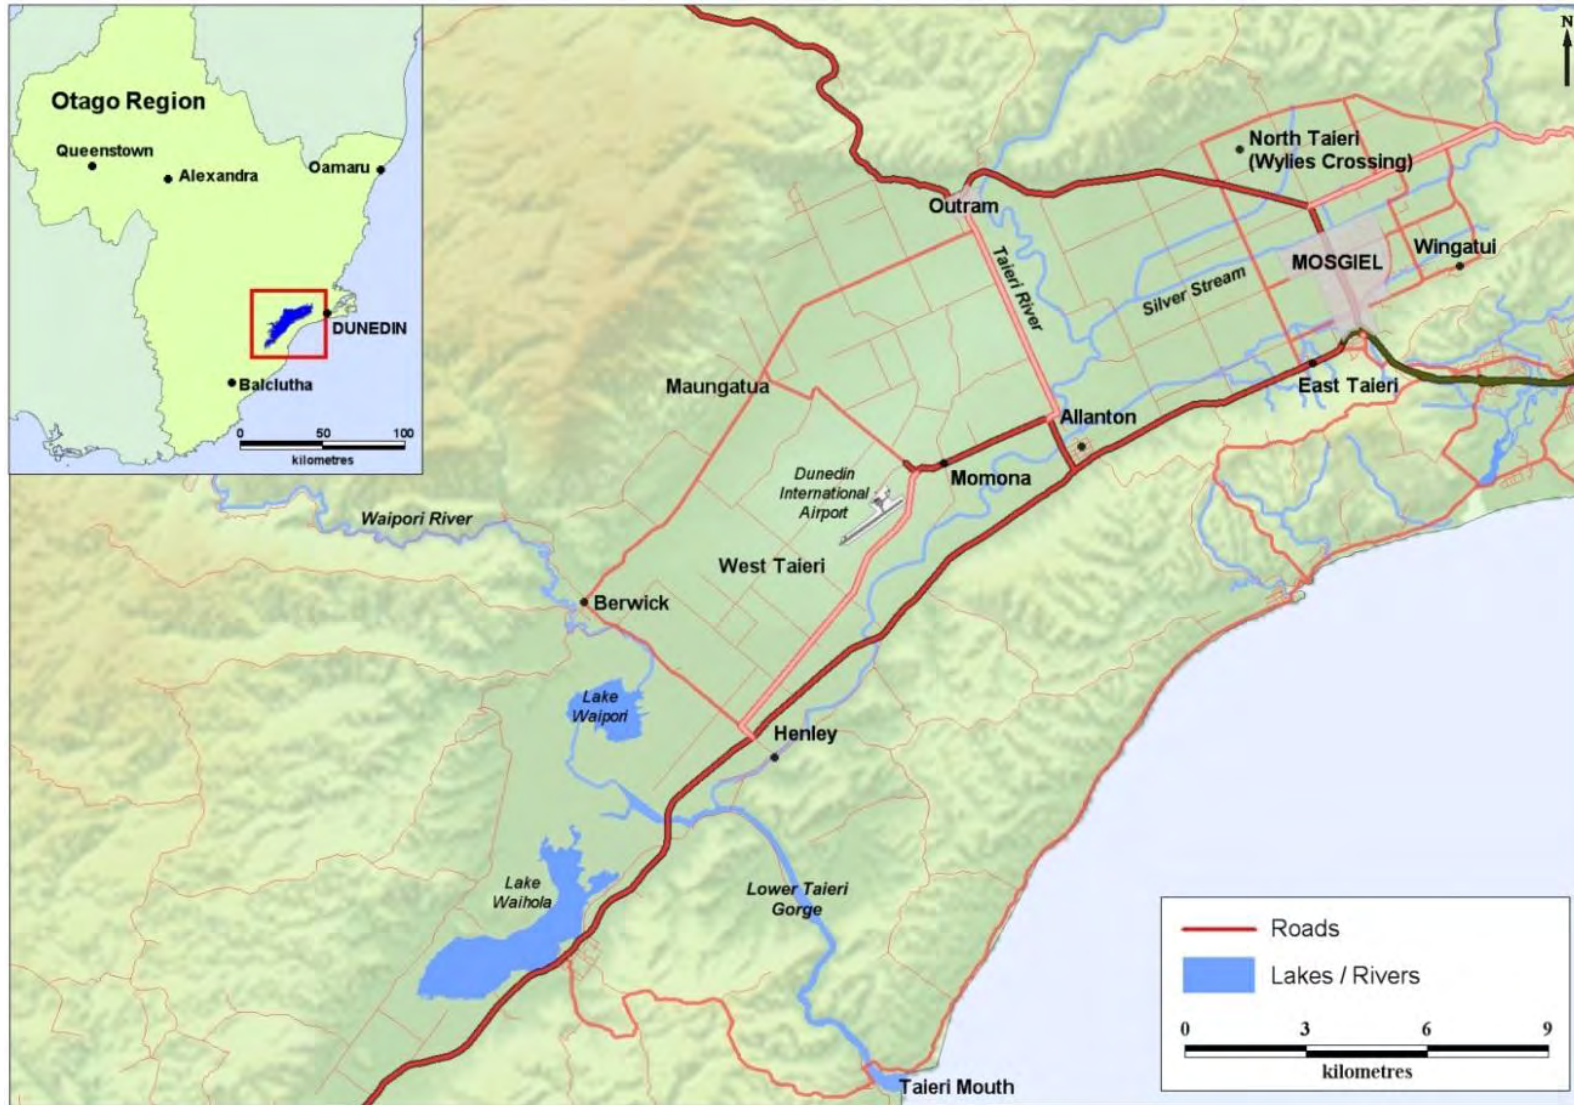 Otago Region
Queenstown
Alexandra
Oamaru
DUNEDIN
Balclutha
0 50 100
kilometres
N
North Taieri
(Wylies Crossing)
Outram
MOSGIEL
Wingatui
Taieri River
Silver Stream
Maungatua
East Taieri
Allanton
Momona
Dunedin
International
Airport
Waipori River
West Taieri
Berwick
Lake
Waipori
Henley
Lake
Waihola
Lower Taieri
Gorge
Taieri Mouth
Roads
Lakes / Rivers
0 3 6 9
kilometres